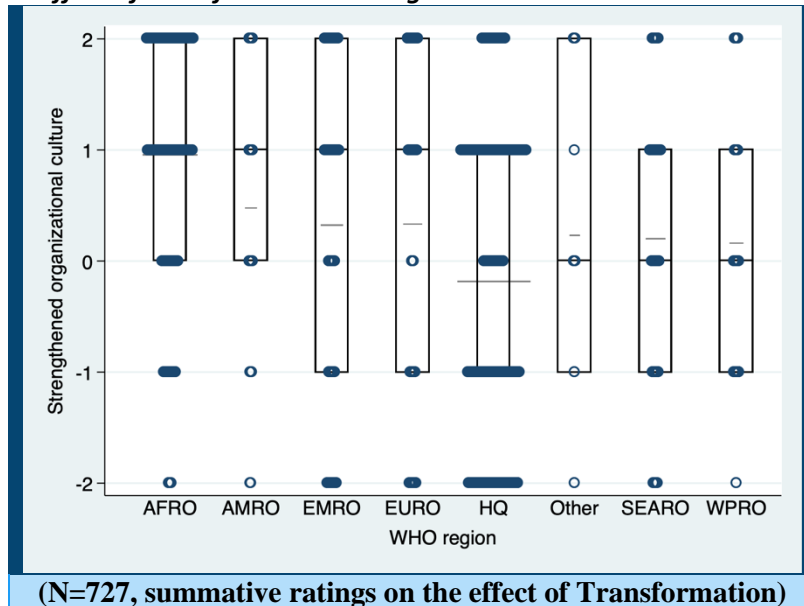 2
1
0
-1
-2
Strengthened organizational culture
AFRO AMRO EMRO EURO HQ Other SEARO WPRO
WHO region
(N=727, summative ratings on the effect of Transformation)